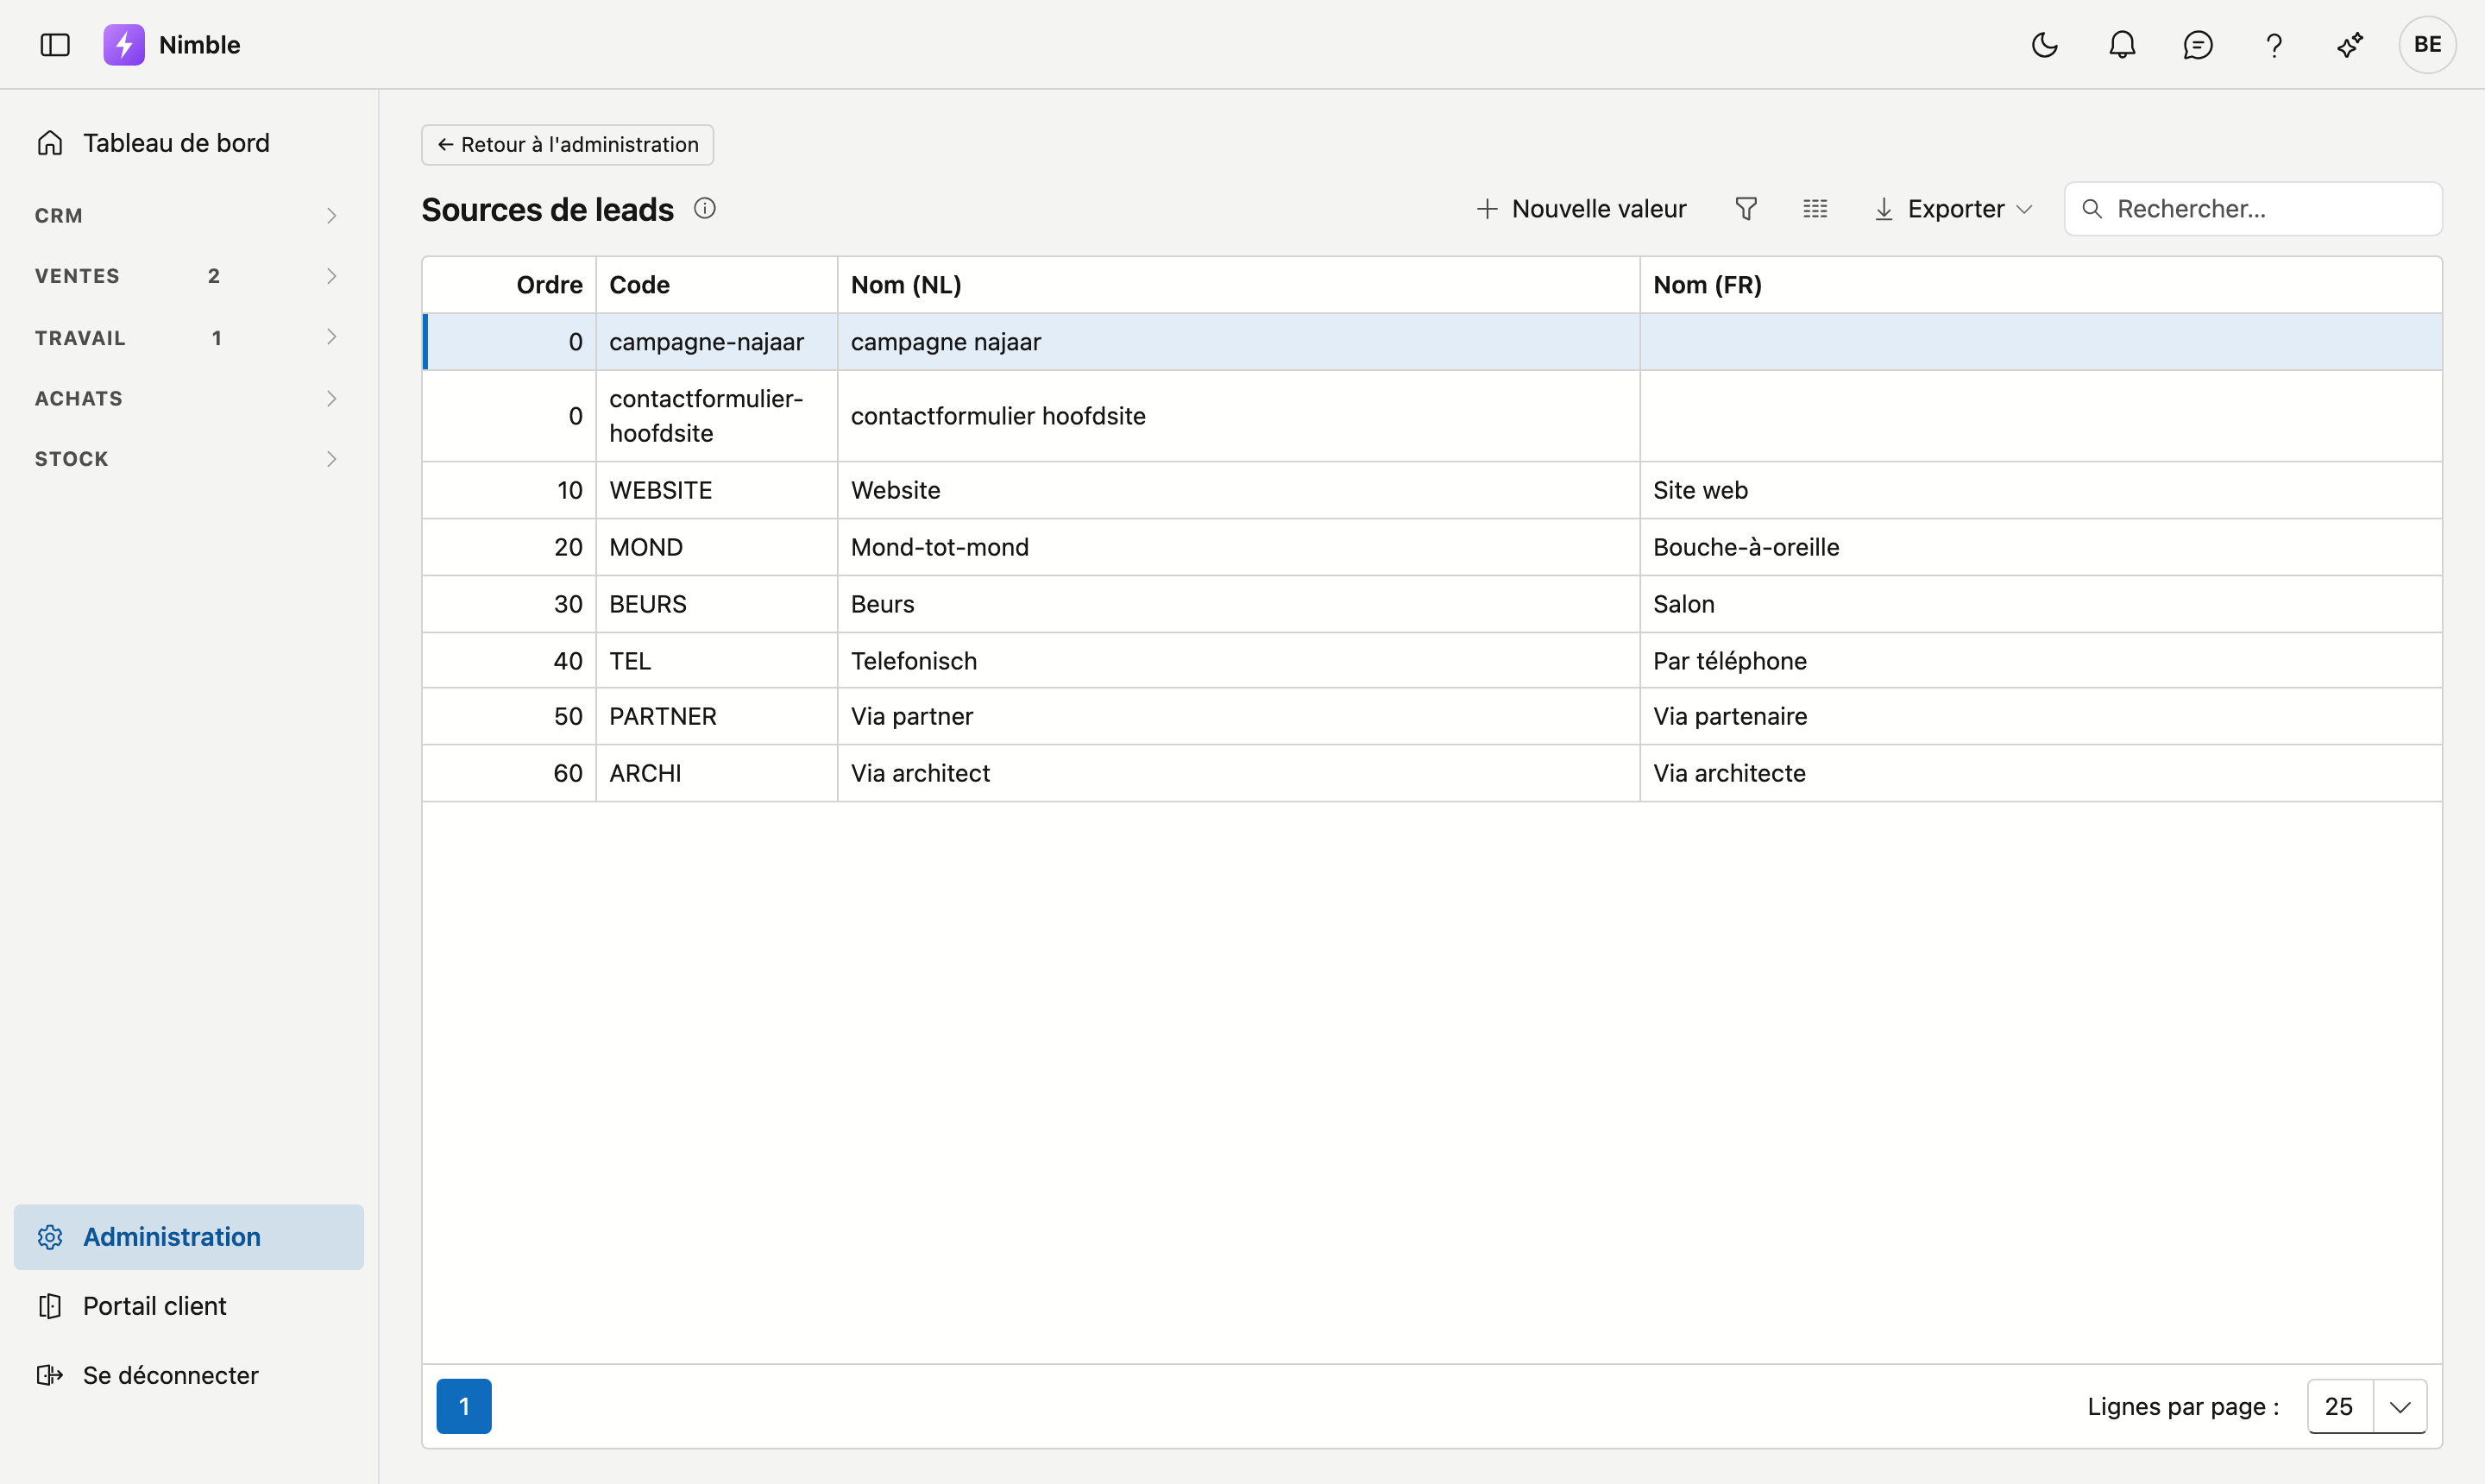 Nimble
BE
Tableau de bord
CRM
VENTES 2
TRAVAIL 1
ACHATS
STOCK
Administration
Portail client
Se déconnecter
← Retour à l'administration
Sources de leads
Nouvelle valeur
Exporter
Rechercher...
Ordre Code Nom (NL) Nom (FR)
0 campagne-najaar campagne najaar
0 contactformulier-
hoofdsite contactformulier hoofdsite
10 WEBSITE Website Site web
20 MOND Mond-tot-mond Bouche-à-oreille
30 BEURS Beurs Salon
40 TEL Telefonisch Par téléphone
50 PARTNER Via partner Via partenaire
60 ARCHI Via architect Via architecte
1
Lignes par page : 25